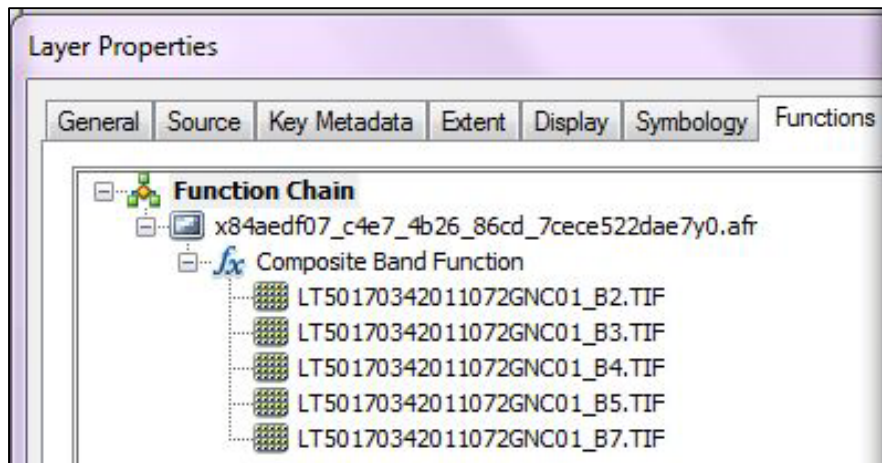 Layer Properties
General Source Key Metadata Extent Display Symbology Functions
Function Chain
x84aedf07_c4e7_4b26_86cd_7cece522dae7y0.afr
fx Composite Band Function
LT50170342011072GNC01_B2.TIF
LT50170342011072GNC01_B3.TIF
LT50170342011072GNC01_B4.TIF
LT50170342011072GNC01_B5.TIF
LT50170342011072GNC01_B7.TIF